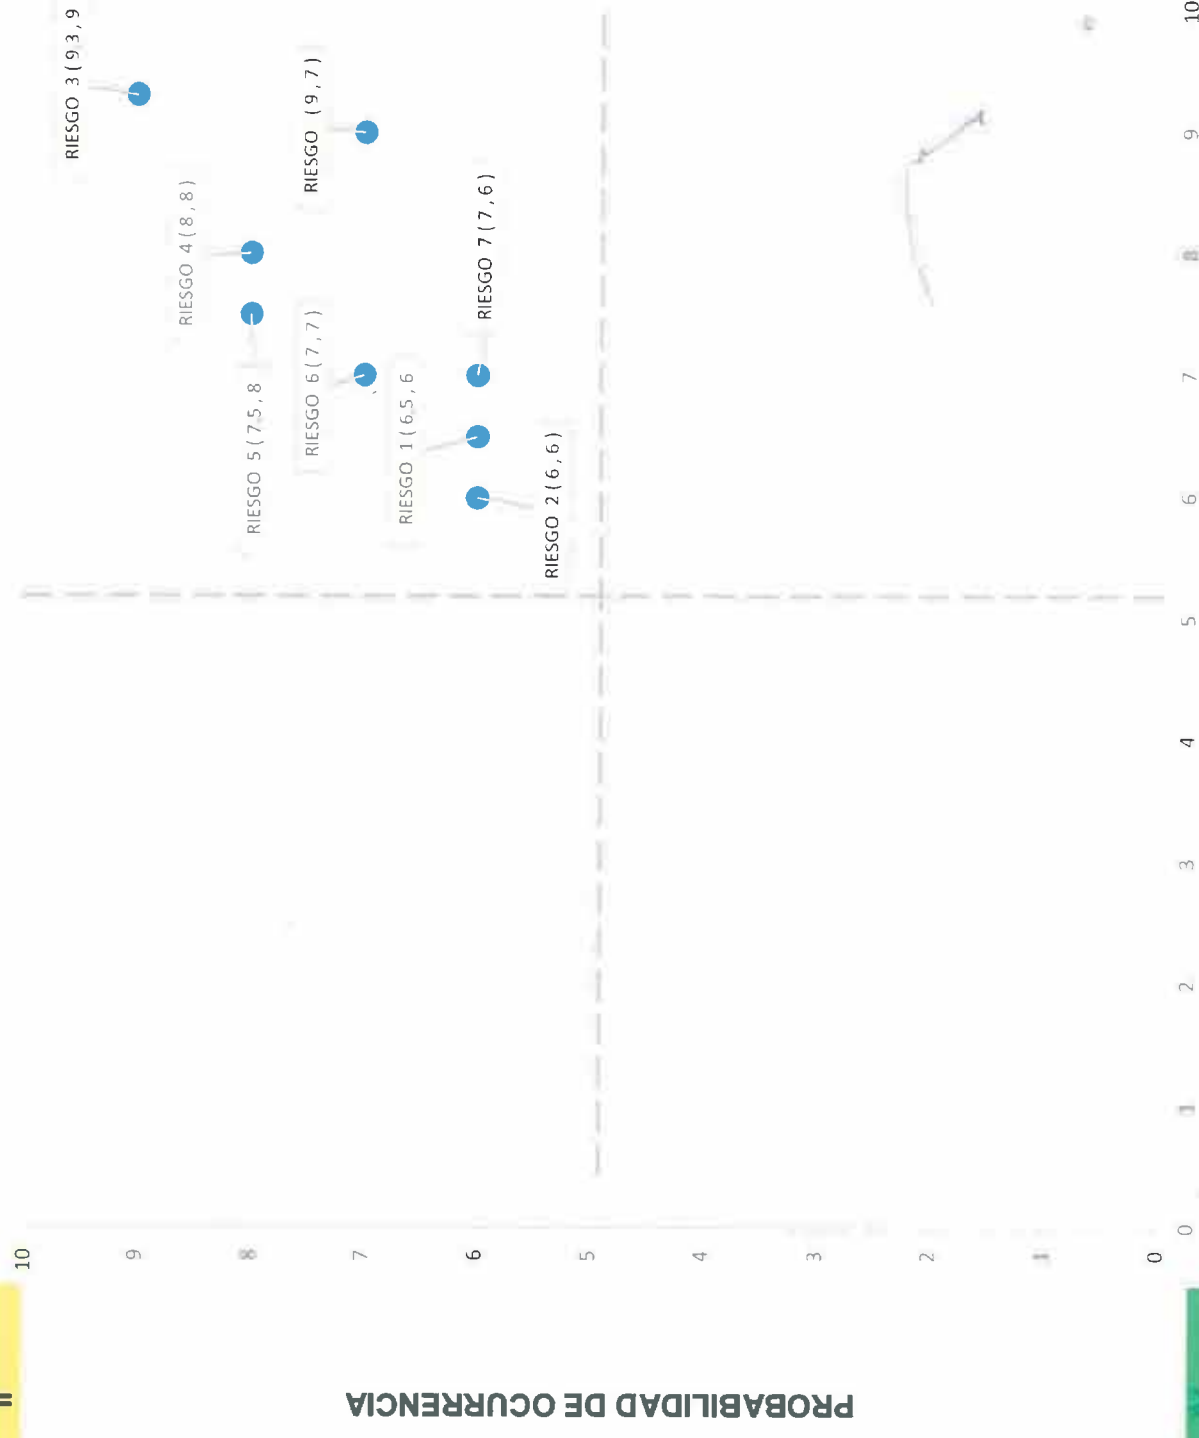 II
PROBABILIDAD DE OCURRENCIA
10
9
8
7
6
5
4
3
2
1
0
RIESGO 3 ( 9 3 , 9
RIESGO 4 ( 8 , 8 )
RIESGO 5 ( 7,5 , 8
RIESGO ( 9 , 7 )
RIESGO 6 ( 7 , 7 )
RIESGO 1 ( 6,5 , 6
RIESGO 7 ( 7 , 6 )
RIESGO 2 ( 6 , 6 )
0 1 2 3 4 5 6 7 8 9 10